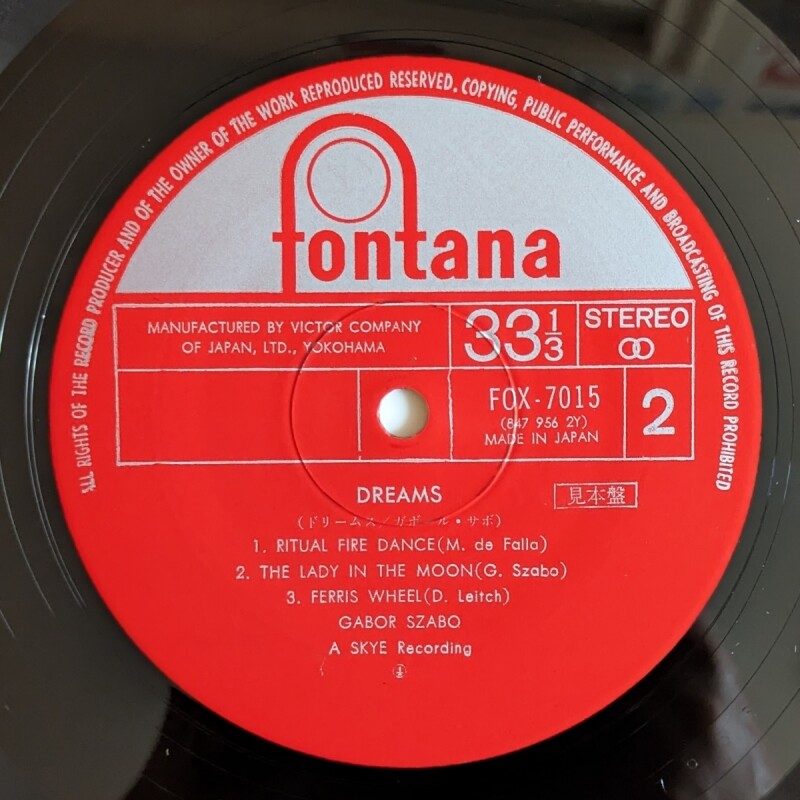 ALL RIGHTS OF THE RECORD PRODUCER AND OF THE OWNER OF THE WORK REPRODUCED RESERVED. COPYING, PUBLIC PERFORMANCE AND BROADCASTING OF THIS RECORD PROHIBITED
fontana
MANUFACTURED BY VICTOR COMPANY
OF JAPAN, LTD., YOKOHAMA
33 1/3
STEREO
FOX-7015
(847 956 2Y)
MADE IN JAPAN
2
DREAMS
見本盤
(ドリームス/ガボール・サボ)
1. RITUAL FIRE DANCE(M. de Falla)
2. THE LADY IN THE MOON(G. Szabo)
3. FERRIS WHEEL(D. Leitch)
GABOR SZABO
A SKYE Recording